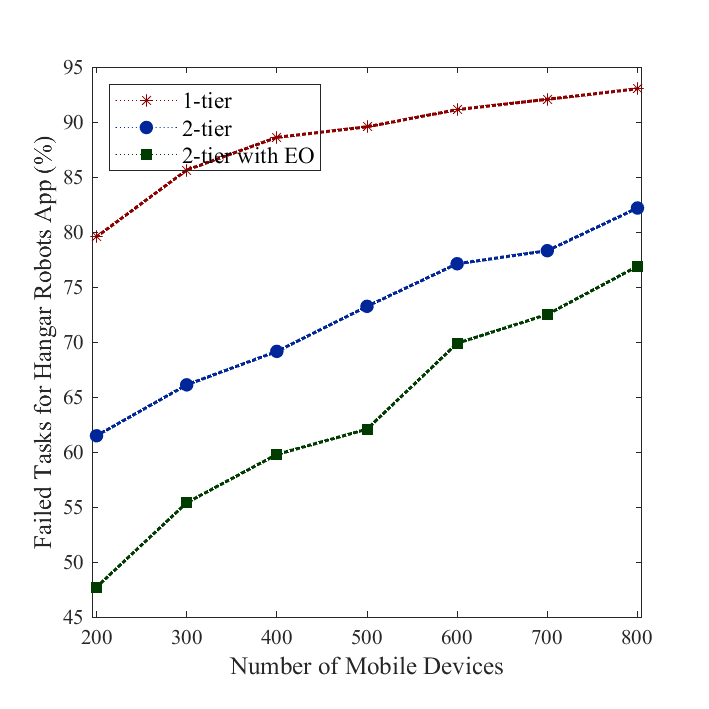 95
90
85
80
75
70
65
60
55
50
45
Failed Tasks for Hangar Robots App (%)
1-tier
2-tier
2-tier with EO
200 300 400 500 600 700 800
Number of Mobile Devices